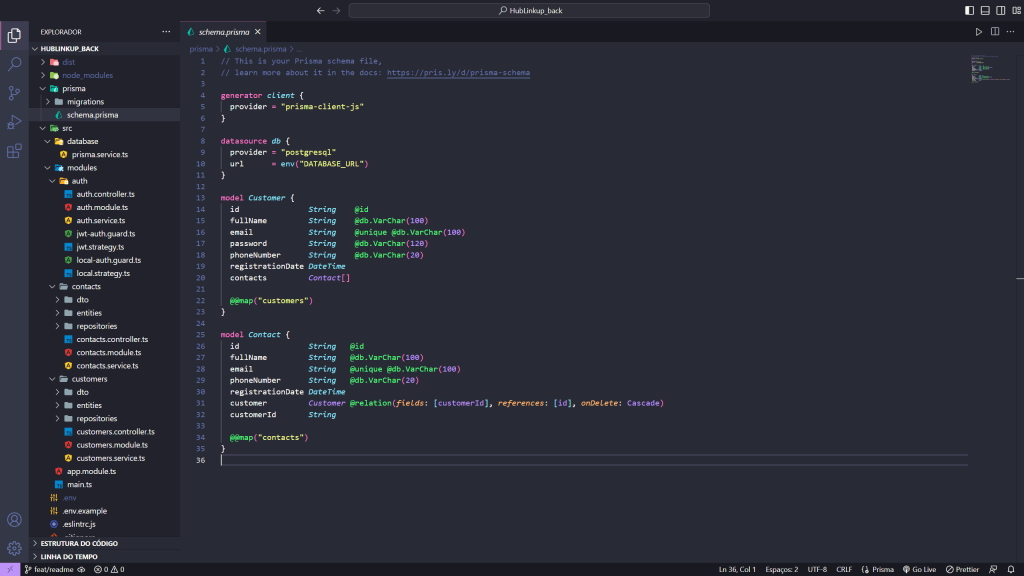 HubLinkup_back
EXPLORADOR
HUBLINKUP_BACK
dist
node_modules
prisma
migrations
schema.prisma
src
database
prisma.service.ts
modules
auth
auth.controller.ts
auth.module.ts
auth.service.ts
jwt-auth.guard.ts
jwt.strategy.ts
local-auth.guard.ts
local.strategy.ts
contacts
dto
entities
repositories
contacts.controller.ts
contacts.module.ts
contacts.service.ts
customers
dto
entities
repositories
customers.controller.ts
customers.module.ts
customers.service.ts
app.module.ts
main.ts
.env
.env.example
.eslintrc.js
ESTRUTURA DO CÓDIGO
LINHA DO TEMPO
schema.prisma
prisma > schema.prisma > ...
1 // This is your Prisma schema file,
2 // learn more about it in the docs: https://pris.ly/d/prisma-schema
3
4 generator client {
5 provider = "prisma-client-js"
6 }
7
8 datasource db {
9 provider = "postgresql"
10 url = env("DATABASE_URL")
11 }
12
13 model Customer {
14 id String @id
15 fullName String @db.VarChar(100)
16 email String @unique @db.VarChar(100)
17 password String @db.VarChar(120)
18 phoneNumber String @db.VarChar(20)
19 registrationDate DateTime
20 contacts Contact[]
21
22 @@map("customers")
23 }
24
25 model Contact {
26 id String @id
27 fullName String @db.VarChar(100)
28 email String @unique @db.VarChar(100)
29 phoneNumber String @db.VarChar(20)
30 registrationDate DateTime
31 customer Customer @relation(fields: [customerId], references: [id], onDelete: Cascade)
32 customerId String
33
34 @@map("contacts")
35 }
36
feat/readme 0 0 Ln 36, Col 1 Espaços: 2 UTF-8 CRLF Prisma Go Live Prettier